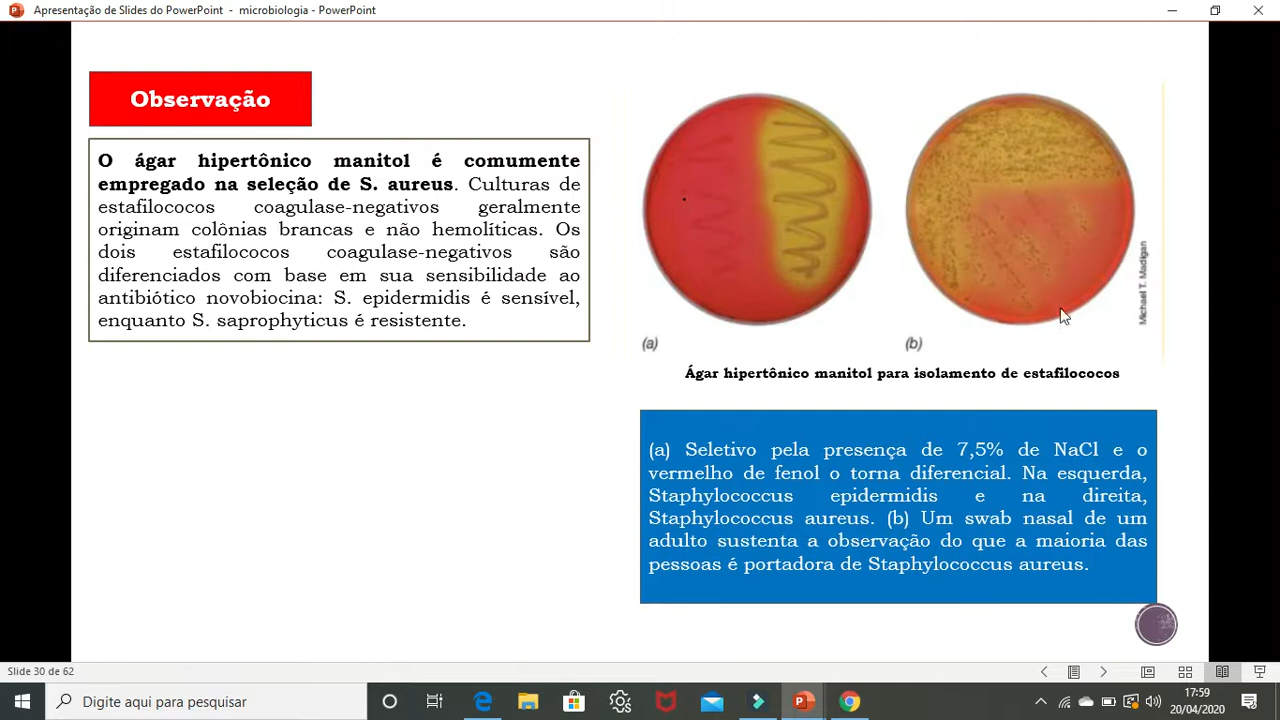 Apresentação de Slides do PowerPoint - microbiologia - PowerPoint
Observação
O ágar hipertônico manitol é comumente
empregado na seleção de S. aureus. Culturas de
estafilococos coagulase-negativos geralmente
originam colônias brancas e não hemolíticas. Os
dois estafilococos coagulase-negativos são
diferenciados com base em sua sensibilidade ao
antibiótico novobiocina: S. epidermidis é sensível,
enquanto S. saprophyticus é resistente.
Michael T. Madigan
(a)
(b)
Ágar hipertônico manitol para isolamento de estafilococos
(a) Seletivo pela presença de 7,5% de NaCl e o
vermelho de fenol o torna diferencial. Na esquerda,
Staphylococcus epidermidis e na direita,
Staphylococcus aureus. (b) Um swab nasal de um
adulto sustenta a observação do que a maioria das
pessoas é portadora de Staphylococcus aureus.
Slide 30 de 62
Digite aqui para pesquisar
17:59
20/04/2020